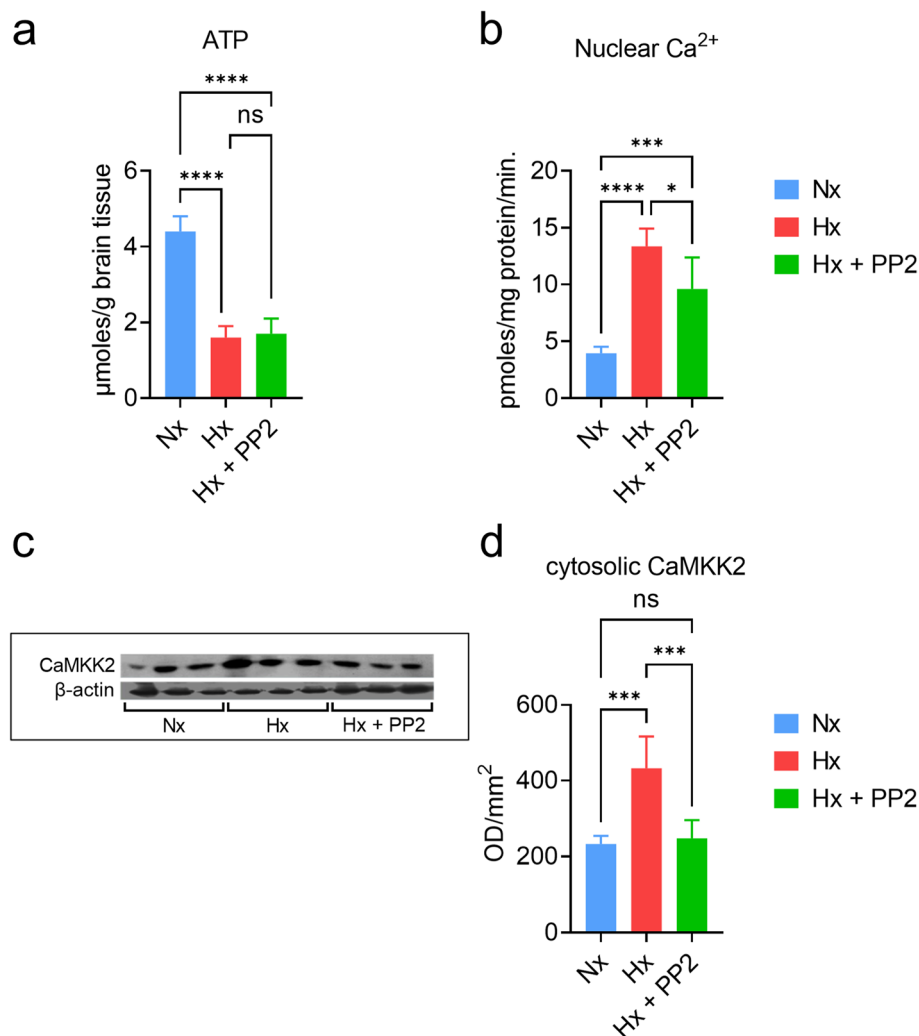 a
ATP
****
ns
****
μmoles/g brain tissue
6
4
2
0
Nx
Hx
Hx + PP2
b
Nuclear Ca²⁺
***
****
*
pmoles/mg protein/min.
20
15
10
5
0
Nx
Hx
Hx + PP2
Nx
Hx
Hx + PP2
c
CaMKK2
β-actin
Nx Hx Hx + PP2
d
cytosolic CaMKK2
ns
***
***
OD/mm²
600
400
200
0
Nx
Hx
Hx + PP2
Nx
Hx
Hx + PP2